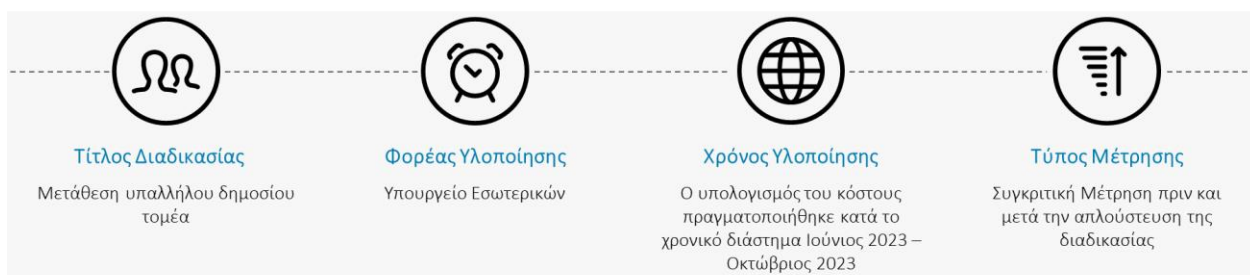 Τίτλος Διαδικασίας
Μετάθεση υπαλλήλου δημοσίου
τομέα
Φορέας Υλοποίησης
Υπουργείο Εσωτερικών
Χρόνος Υλοποίησης
Ο υπολογισμός του κόστους
πραγματοποιήθηκε κατά το
χρονικό διάστημα Ιούνιος 2023 –
Οκτώβριος 2023
Τύπος Μέτρησης
Συγκριτική Μέτρηση πριν και
μετά την απλούστευση της
διαδικασίας